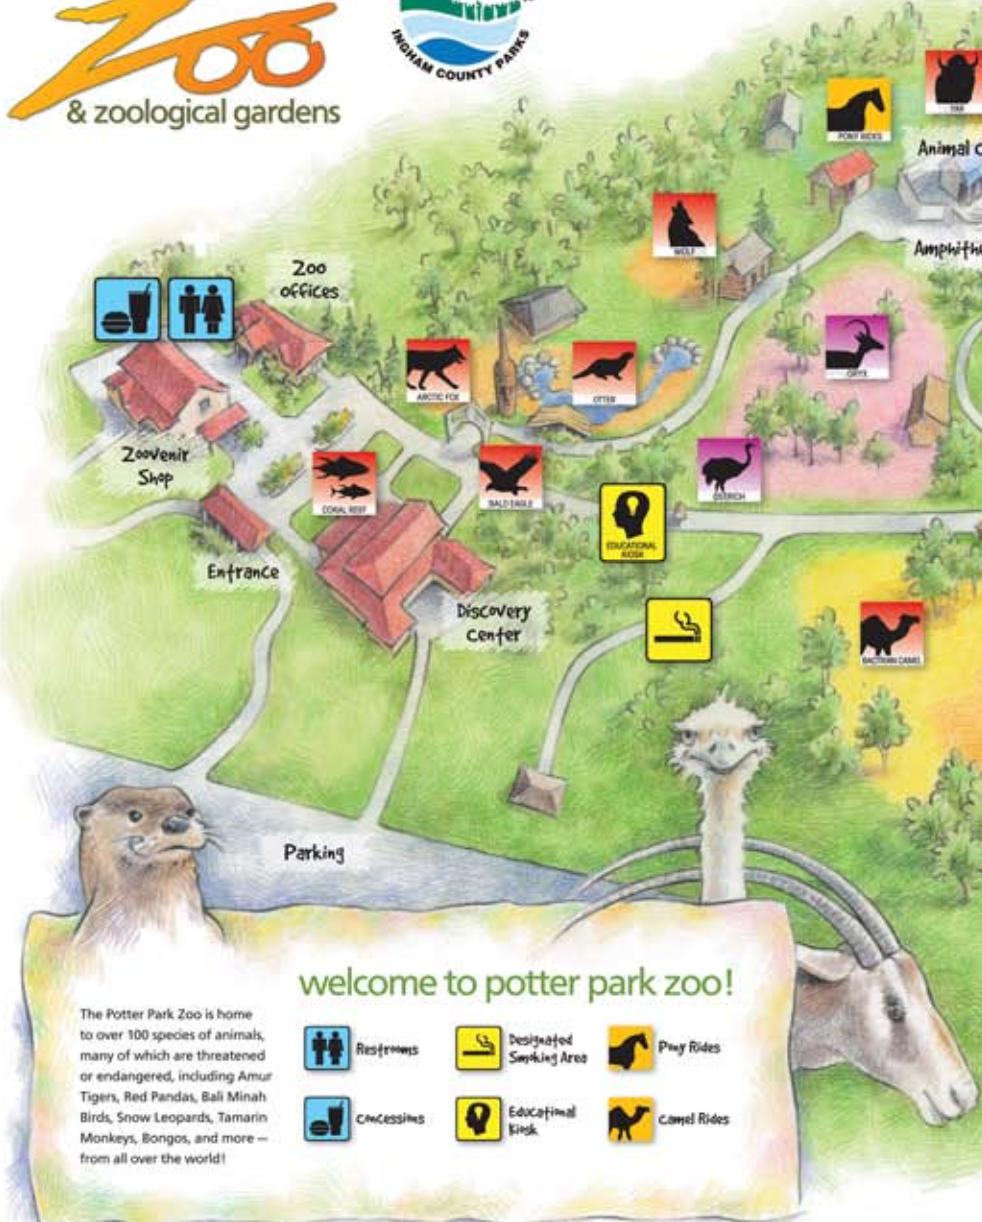 Zoo
& zoological gardens
INGHAM COUNTY PARKS
PONY RIDES
YAK
Animal
Amphith
WOLF
Zoo
Offices
ARCTIC FOX
OTTER
ORYX
Zoovenir
Shop
CORAL REEF
BALD EAGLE
OSTRICH
EDUCATIONAL
KIOSK
Entrance
Discovery
Center
BACTRIAN CAMEL
Parking
welcome to potter park zoo!
The Potter Park Zoo is home
to over 100 species of animals,
many of which are threatened
or endangered, including Amur
Tigers, Red Pandas, Bali Minah
Birds, Snow Leopards, Tamarin
Monkeys, Bongos, and more —
from all over the world!
Restrooms
Designated
Smoking Area
Pony Rides
Concessions
Educational
Kiosk
Camel Rides